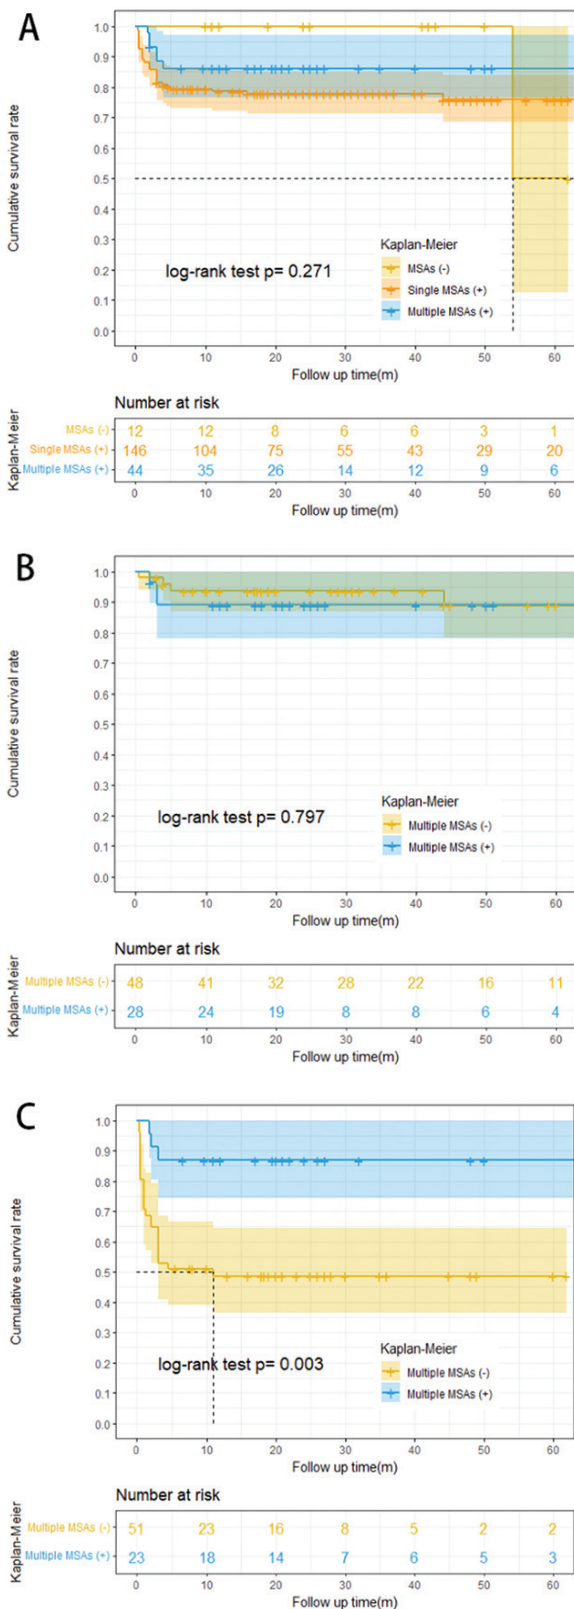 A
1.0
0.9
0.8
0.7
0.6
0.5
0.4
0.3
0.2
0.1
0.0
Cumulative survival rate
log-rank test p= 0.271
Kaplan-Meier
MSAs (-)
Single MSAs (+)
Multiple MSAs (+)
0 10 20 30 40 50 60
Follow up time(m)
Number at risk
Kaplan-Meier
MSAs (-) 12 12 8 6 6 3 1
Single MSAs (+) 146 104 75 55 43 29 20
Multiple MSAs (+) 44 35 26 14 12 9 6
0 10 20 30 40 50 60
Follow up time(m)
B
1.0
0.9
0.8
0.7
0.6
0.5
0.4
0.3
0.2
0.1
0.0
Cumulative survival rate
log-rank test p= 0.797
Kaplan-Meier
Multiple MSAs (-)
Multiple MSAs (+)
0 10 20 30 40 50 60
Follow up time(m)
Number at risk
Kaplan-Meier
Multiple MSAs (-) 48 41 32 28 22 16 11
Multiple MSAs (+) 28 24 19 8 8 6 4
0 10 20 30 40 50 60
Follow up time(m)
C
1.0
0.9
0.8
0.7
0.6
0.5
0.4
0.3
0.2
0.1
0.0
Cumulative survival rate
log-rank test p= 0.003
Kaplan-Meier
Multiple MSAs (-)
Multiple MSAs (+)
0 10 20 30 40 50 60
Follow up time(m)
Number at risk
Kaplan-Meier
Multiple MSAs (-) 51 23 16 8 5 2 2
Multiple MSAs (+) 23 18 14 7 6 5 3
0 10 20 30 40 50 60
Follow up time(m)